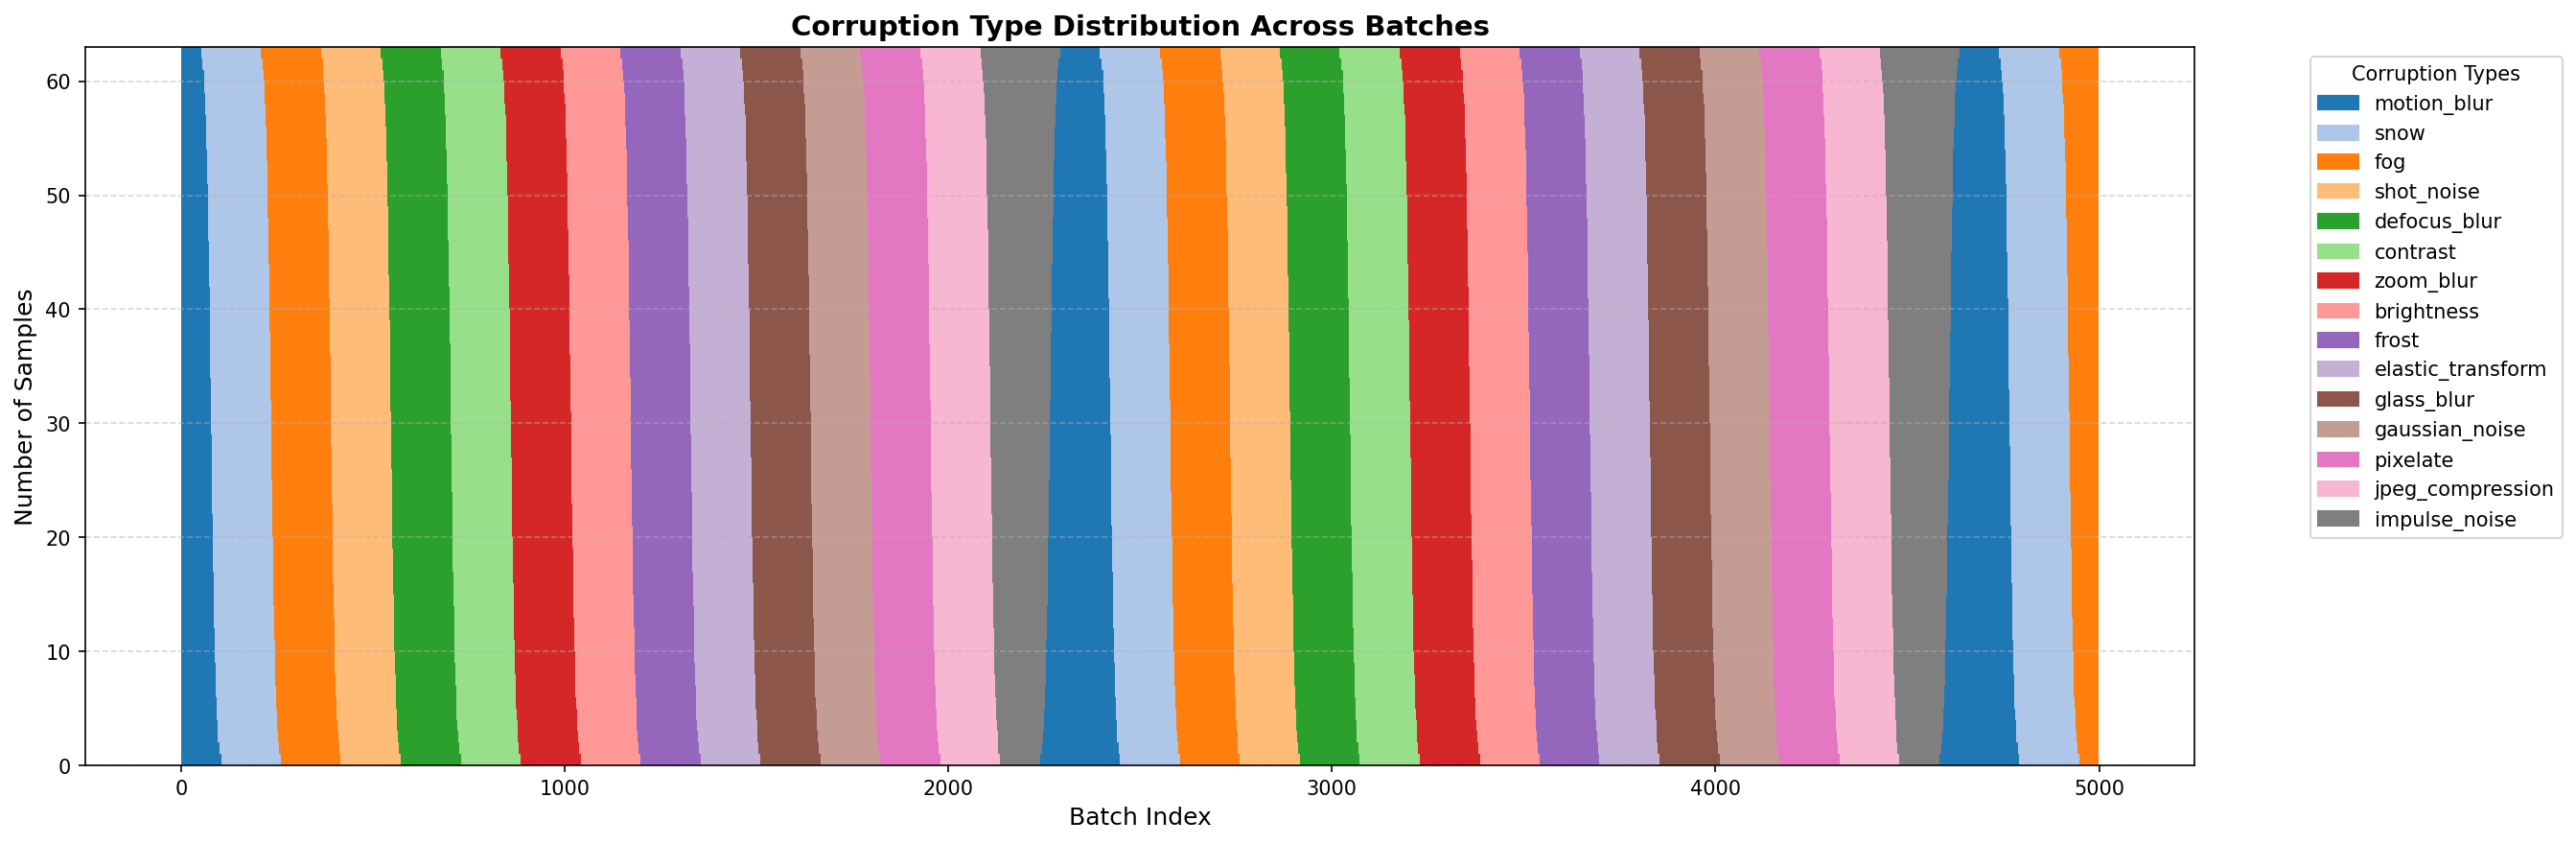 Corruption Type Distribution Across Batches
Number of Samples
60
50
40
30
20
10
0
0 1000 2000 3000 4000 5000
Batch Index
Corruption Types
motion_blur
snow
fog
shot_noise
defocus_blur
contrast
zoom_blur
brightness
frost
elastic_transform
glass_blur
gaussian_noise
pixelate
jpeg_compression
impulse_noise